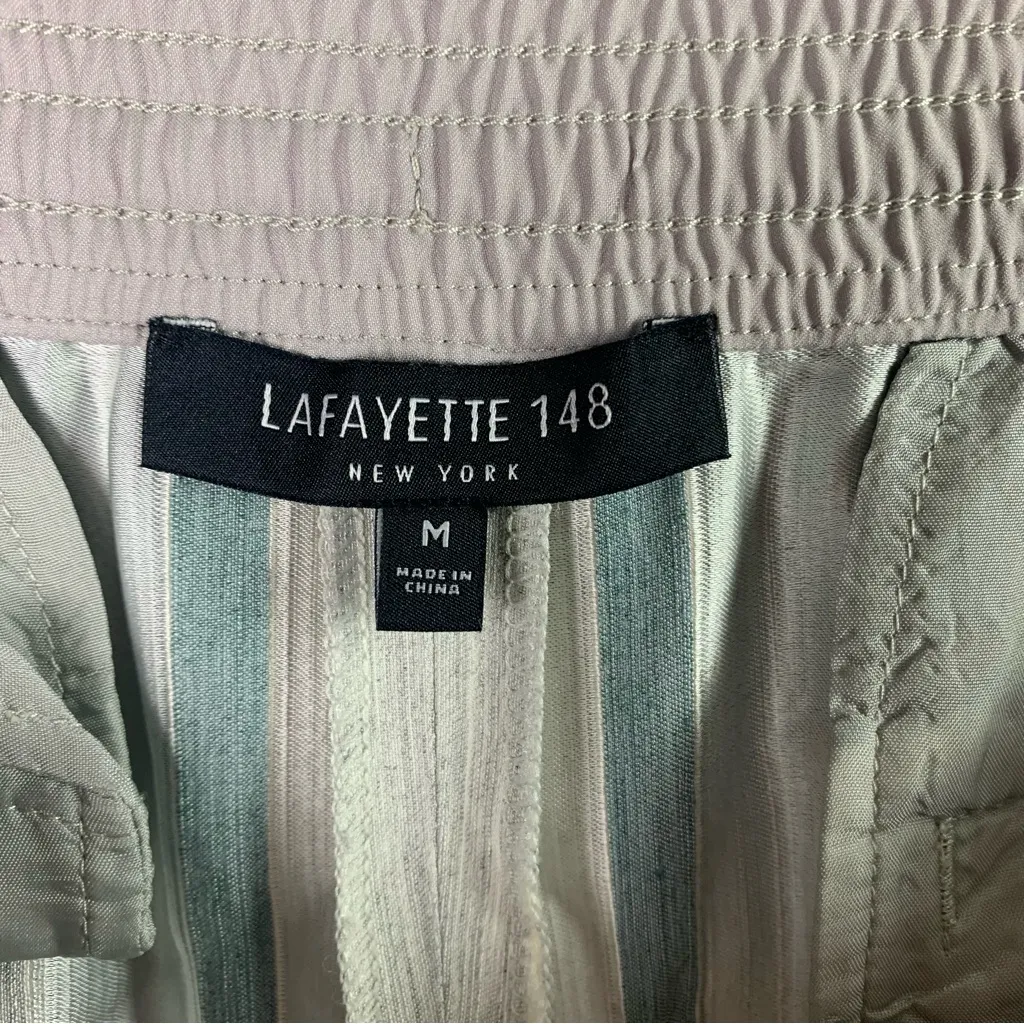 LAFAYETTE 148
NEW YORK
M
MADE IN
CHINA